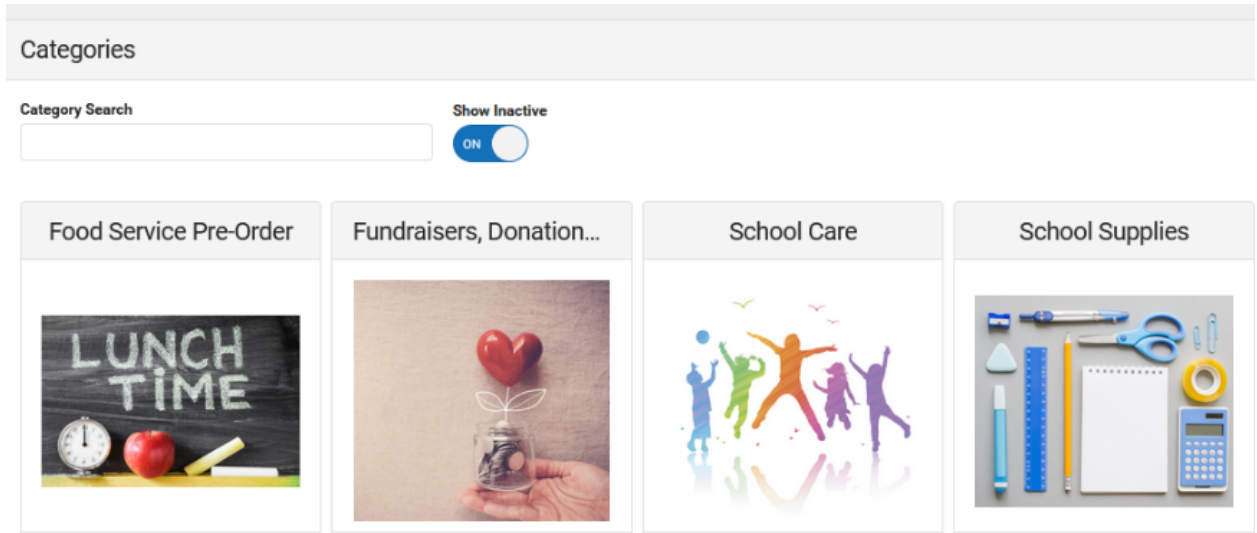 Categories
Category Search
Show Inactive
ON
Food Service Pre-Order
Fundraisers, Donation...
School Care
School Supplies
LUNCH
TIME